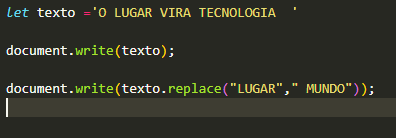 let texto ='O LUGAR VIRA TECNOLOGIA  '
document.write(texto);
document.write(texto.replace("LUGAR"," MUNDO"));